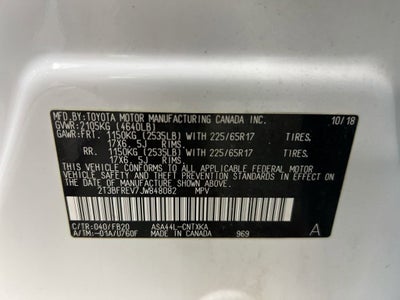 MFD.BY:TOYOTA MOTOR MANUFACTURING CANADA INC. 10/18
GVWR:2105KG (4640LB)
GAWR:FRT. 1150KG (2535LB) WITH 225/65R17 TIRES.
17X6. 5J RIMS
RR. 1150KG (2535LB) WITH 225/65R17 TIRES.
17X6. 5J RIMS
THIS VEHICLE CONFORMS TO ALL APPLICABLE FEDERAL MOTOR
VEHICLE SAFETY AND THEFT PREVENTION STANDARDS IN
EFFECT ON THE DATE OF MANUFACTURE SHOWN ABOVE.
2T3BFREV7JW848082 MPV
C/TR:040/FB20 ASA44L-CNTXKA
A/TM:-01A/U760F MADE IN CANADA 969 A